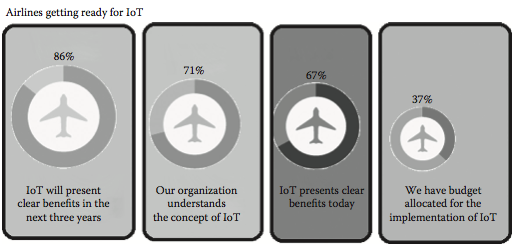 Airlines getting ready for IoT
86%
IoT will present
clear benefits in the
next three years
71%
Our organization
understands
the concept of IoT
67%
IoT presents clear
benefits today
37%
We have budget
allocated for the
implementation of IoT